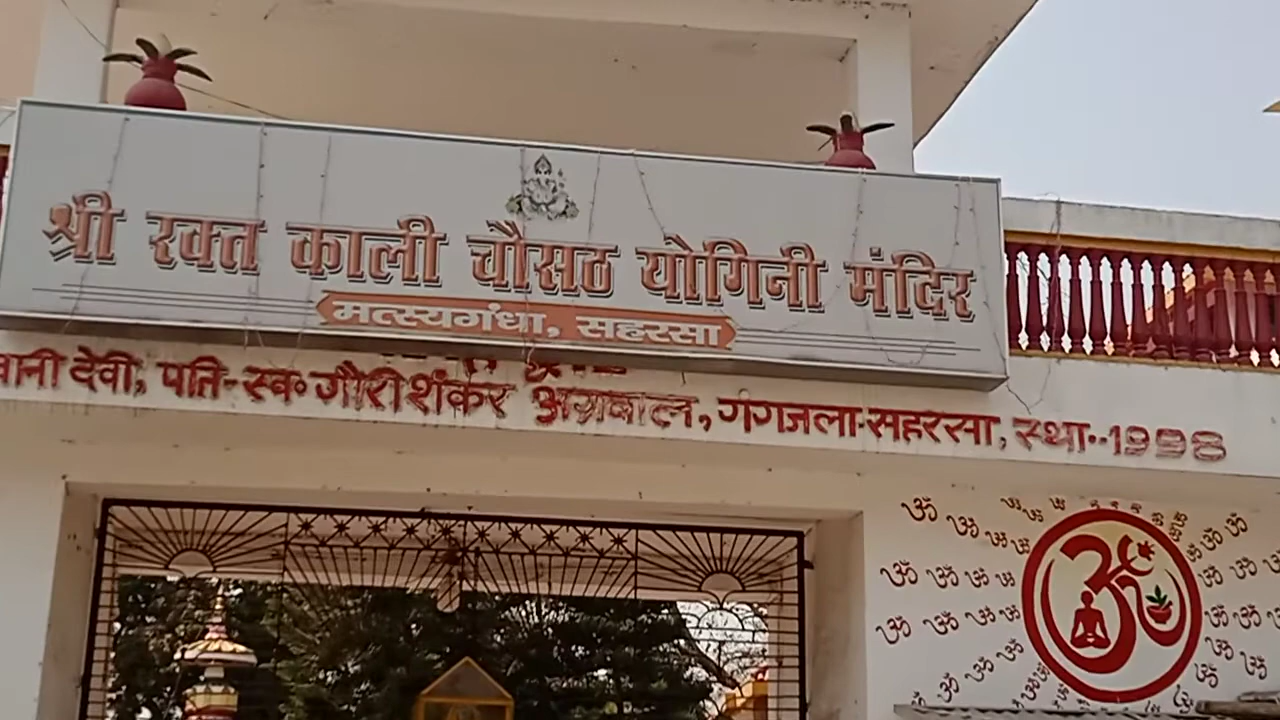 श्री रक्त काली चौसठ योगिनी मंदिर
मत्स्यगंधा, सहरसा
देवी, पति-स्व॰ गौरीशंकर अग्रवाल, गंगजला-सहरसा, स्था॰-1998
ॐ